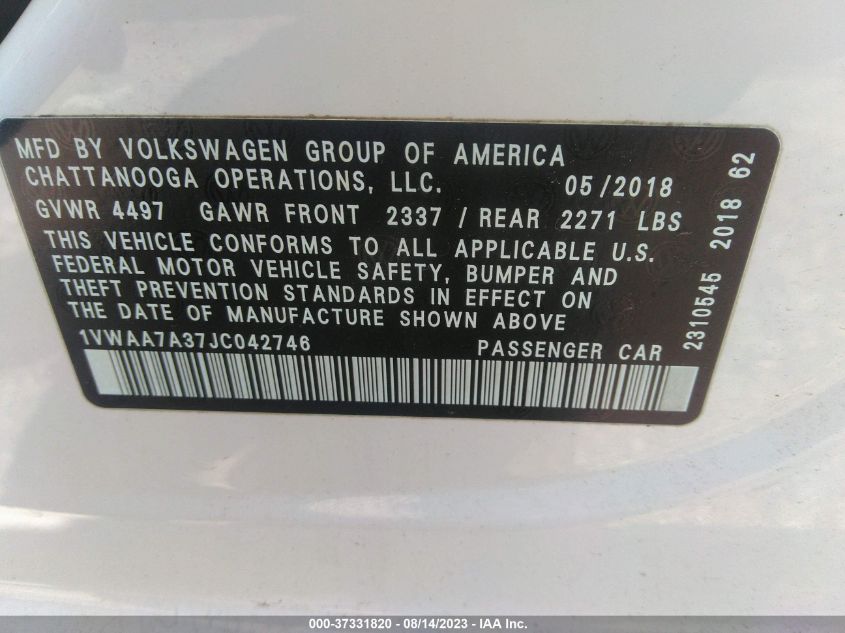 MFD BY VOLKSWAGEN GROUP OF AMERICA
CHATTANOOGA OPERATIONS, LLC. 05/2018
GVWR 4497 GAWR FRONT 2337 / REAR 2271 LBS
THIS VEHICLE CONFORMS TO ALL APPLICABLE U.S.
FEDERAL MOTOR VEHICLE SAFETY, BUMPER AND
THEFT PREVENTION STANDARDS IN EFFECT ON
THE DATE OF MANUFACTURE SHOWN ABOVE
1VWAA7A37JC042746 PASSENGER CAR
2310545 2018 62
000-37331820 - 08/14/2023 - IAA Inc.